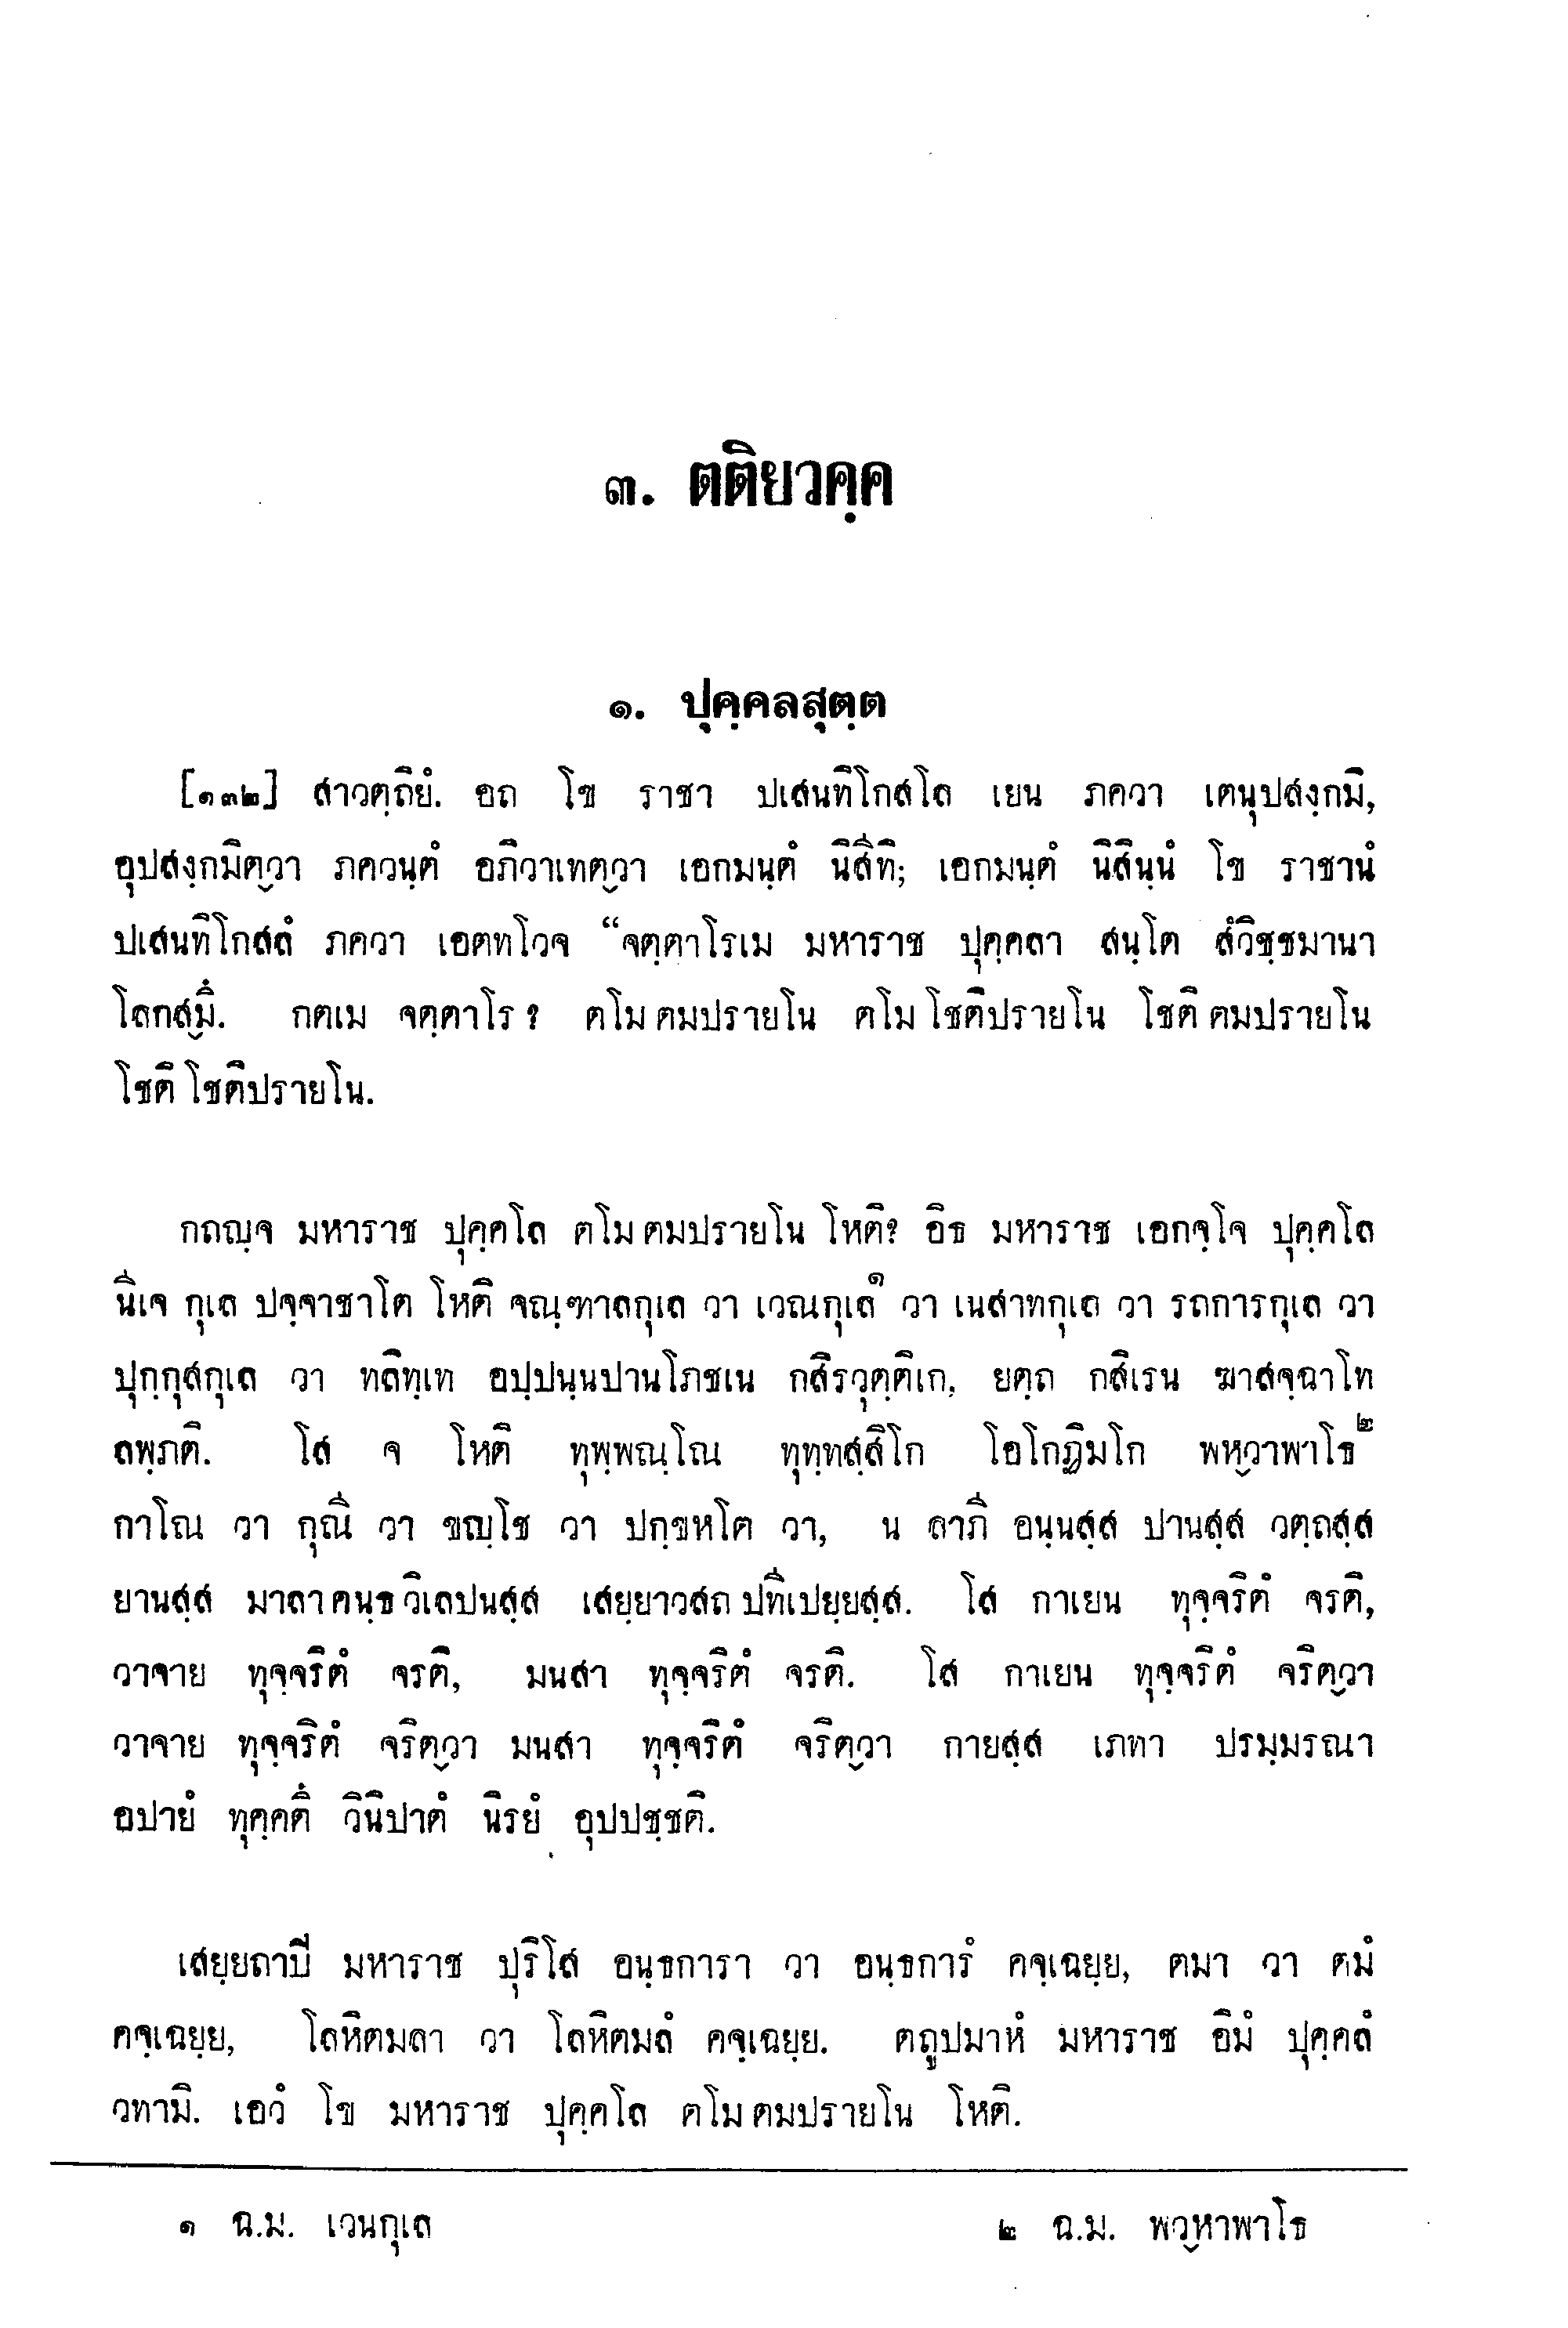 ๓. ตติยวคฺค
๑. ปุคฺคลสุตฺต
[๑๓๒] สาวตฺถิยํ. อถ โข ราชา ปเสนทิโกสโล เยน ภควา เตนุปสงฺกมิ,
อุปสงฺกมิตฺวา ภควนฺตํ อภิวาเทตฺวา เอกมนฺตํ นิสีทิ; เอกมนฺตํ นิสินฺนํ โข ราชานํ
ปเสนทิโกสลํ ภควา เอตทโวจ “จตฺตาโรเม มหาราช ปุคฺคลา สนฺโต สํวิชฺชมานา
โลกสฺมึ. กตเม จตฺตาโร? ตโม ตมปรายโน ตโม โชติปรายโน โชติ ตมปรายโน
โชติ โชติปรายโน.
กถญฺจ มหาราช ปุคฺคโล ตโม ตมปรายโน โหติ? อิธ มหาราช เอกจฺโจ ปุคฺคโล
นีเจ กุเล ปจฺจาชาโต โหติ จณฺฑาลกุเล วา เวณกุเล๑ วา เนสาทกุเล วา รถการกุเล วา
ปุกฺกุสกุเล วา ทลิทฺเท อปฺปนฺนปานโภชเน กสิรวุตฺติเก, ยตฺถ กสิเรน ฆาสจฺฉาโท
ลพฺภติ. โส จ โหติ ทุพฺพณฺโณ ทุทฺทสฺสิโก โอโกฏิมโก พหฺวาพาโธ๒
กาโณ วา กุณี วา ขญฺโช วา ปกฺขหโต วา, น ลาภี อนฺนสฺส ปานสฺส วตฺถสฺส
ยานสฺส มาลา คนฺธ วิเลปนสฺส เสยฺยาวสถ ปทีเปยฺยสฺส. โส กาเยน ทุจฺจริตํ จรติ,
วาจาย ทุจฺจริตํ จรติ, มนสา ทุจฺจริตํ จรติ. โส กาเยน ทุจฺจริตํ จริตฺวา
วาจาย ทุจฺจริตํ จริตฺวา มนสา ทุจฺจริตํ จริตฺวา กายสฺส เภทา ปรมฺมรณา
อปายํ ทุคฺคตึ วินิปาตํ นิรยํ อุปปชฺชติ.
เสยฺยถาปิ มหาราช ปุริโส อนฺธการา วา อนฺธการํ คจฺเฉยฺย, ตมา วา ตมํ
คจฺเฉยฺย, โลหิตมลา วา โลหิตมลํ คจฺเฉยฺย. ตถูปมาหํ มหาราช อิมํ ปุคฺคลํ
วทามิ. เอวํ โข มหาราช ปุคฺคโล ตโม ตมปรายโน โหติ.
๑ ฉ.ม. เวนกุเล
๒ ฉ.ม. พวฺหาพาโธ